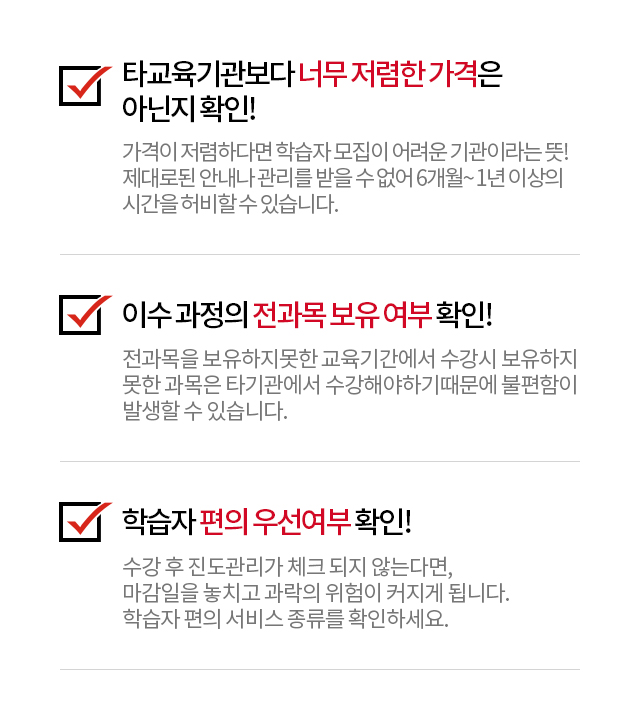 타교육기관보다 너무 저렴한 가격은
아닌지 확인!
가격이 저렴하다면 학습자 모집이 어려운 기관이라는 뜻!
제대로된 안내나 관리를 받을 수 없어 6개월~ 1년 이상의
시간을 허비할 수 있습니다.
이수 과정의 전과목 보유 여부 확인!
전과목을 보유하지못한 교육기간에서 수강시 보유하지
못한 과목은 타기관에서 수강해야하기때문에 불편함이
발생할 수 있습니다.
학습자 편의 우선여부 확인!
수강 후 진도관리가 체크 되지 않는다면,
마감일을 놓치고 과락의 위험이 커지게 됩니다.
학습자 편의 서비스 종류를 확인하세요.